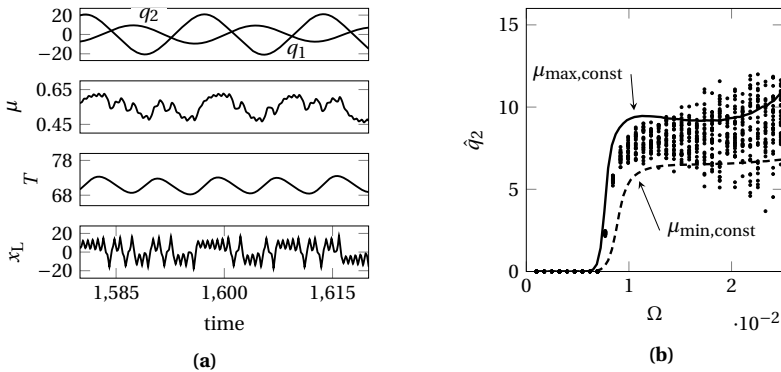 20
0
−20
q2
q1
0.65
0.45
μ
78
68
T
20
0
−20
xL
1,585
1,600
1,615
time
(a)
15
10
5
0
q̂2
μmax,const
μmin,const
0
1
2
Ω
·10−2
(b)